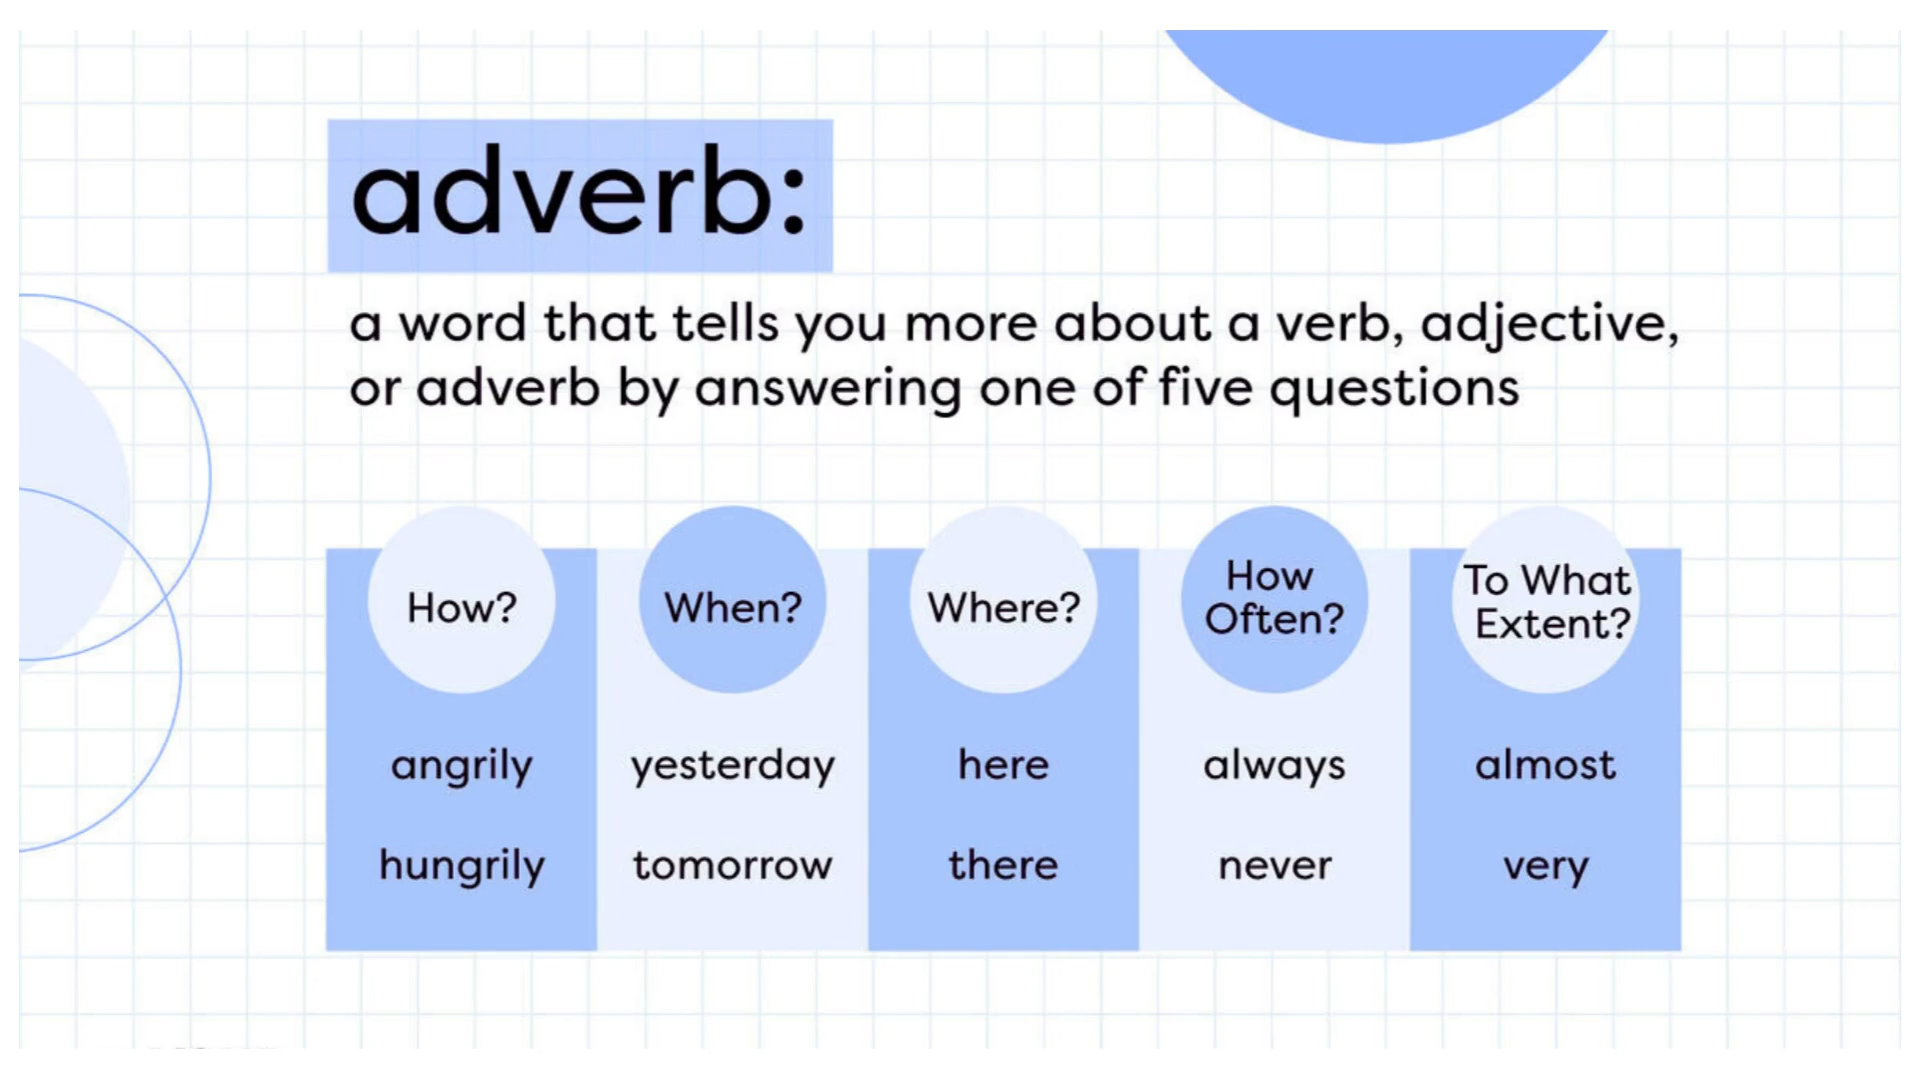 adverb:
a word that tells you more about a verb, adjective,
or adverb by answering one of five questions
How?
When?
Where?
How
Often?
To What
Extent?
angrily
yesterday
here
always
almost
hungrily
tomorrow
there
never
very